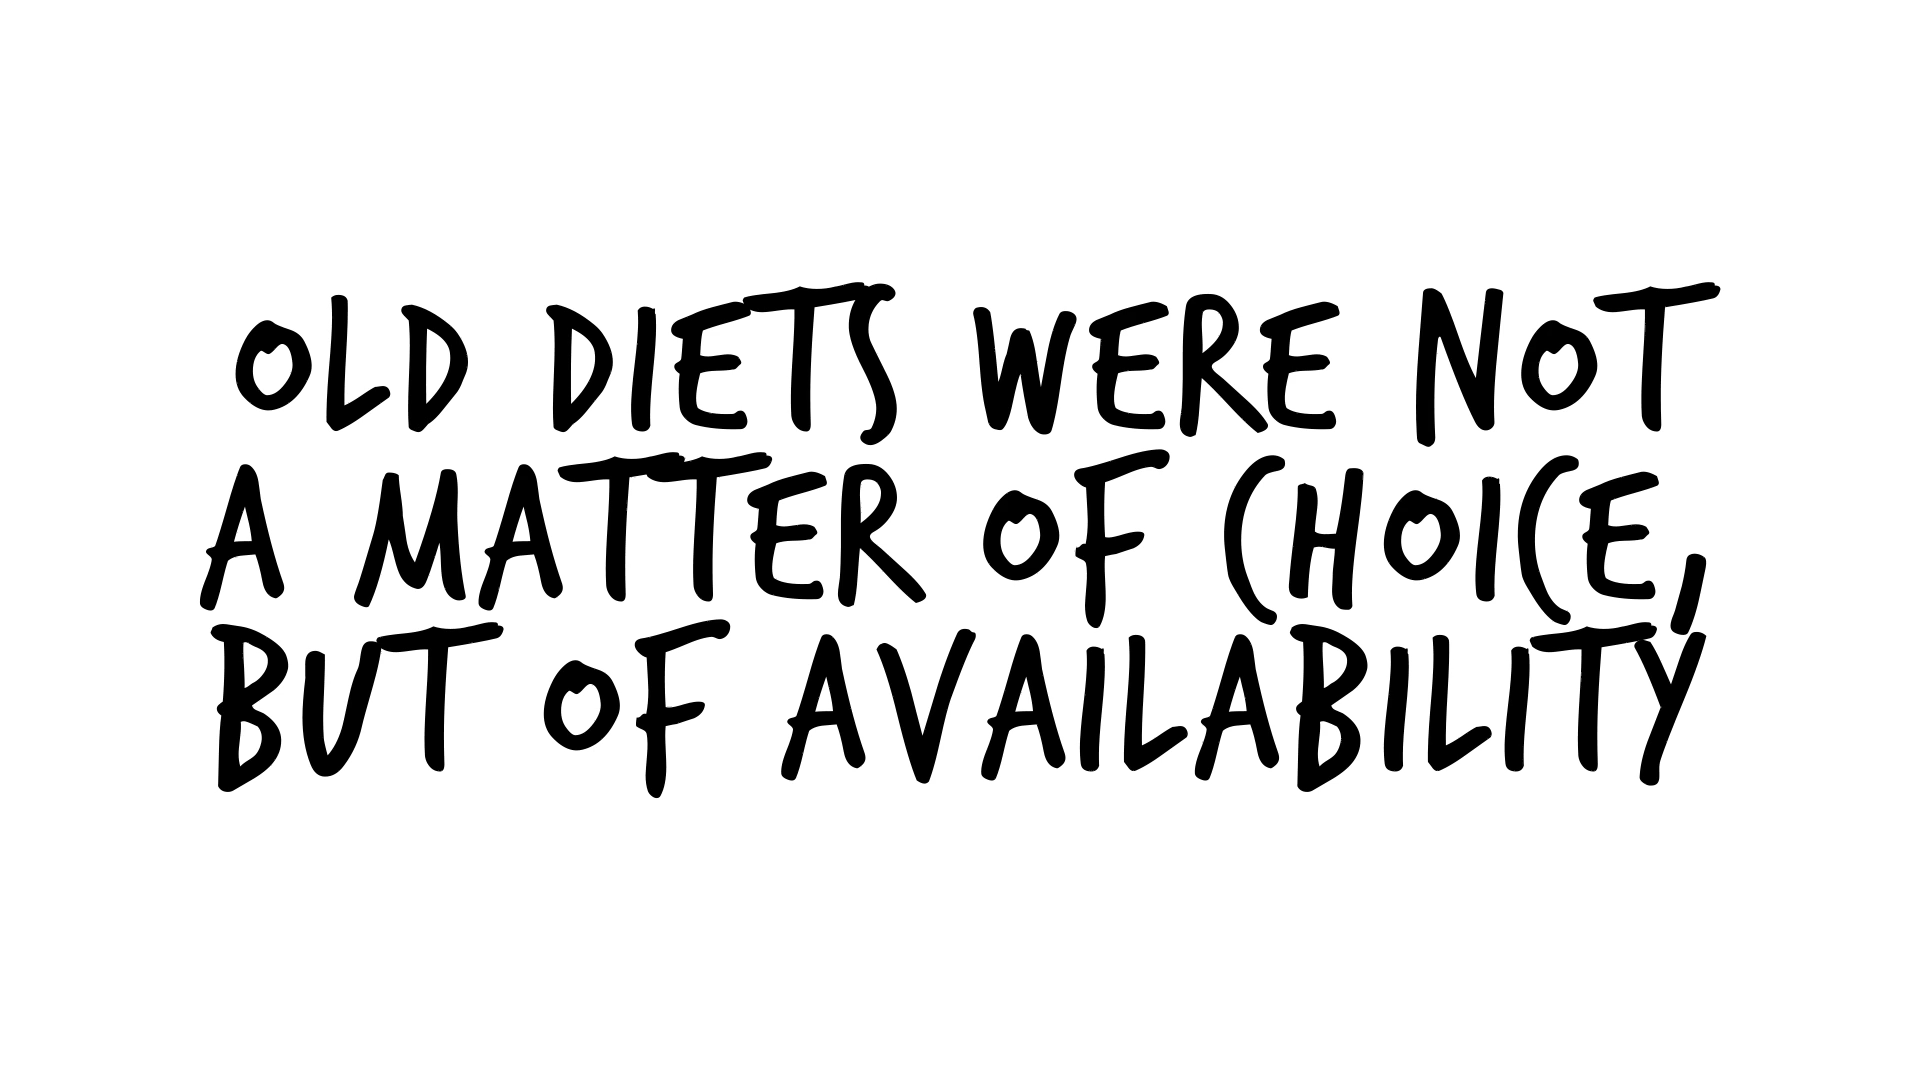 OLD DIETS WERE NOT
A MATTER OF CHOICE,
BUT OF AVAILABILITY